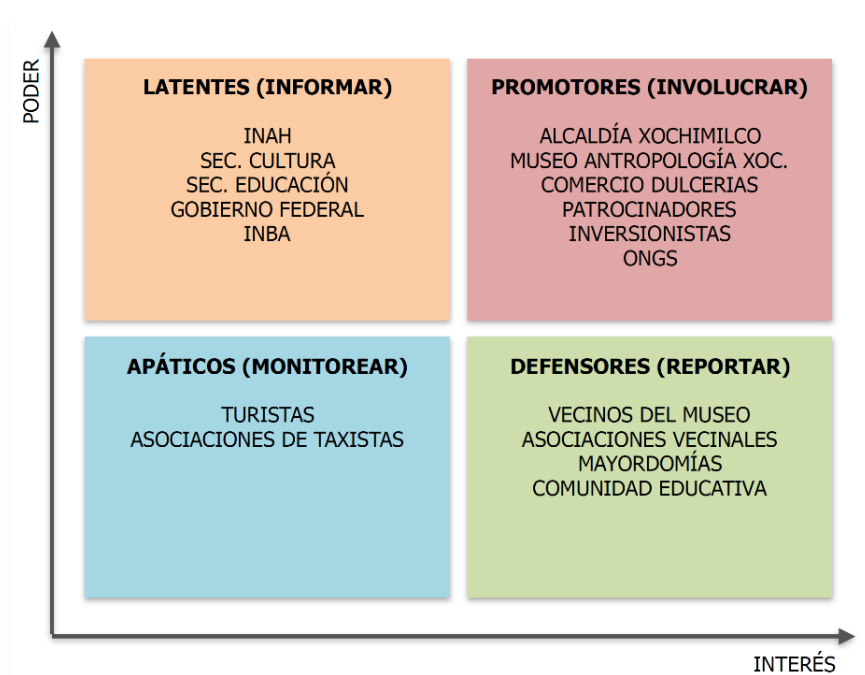 PODER
LATENTES (INFORMAR)
INAH
SEC. CULTURA
SEC. EDUCACIÓN
GOBIERNO FEDERAL
INBA
PROMOTORES (INVOLUCRAR)
ALCALDÍA XOCHIMILCO
MUSEO ANTROPOLOGÍA XOC.
COMERCIO DULCERIAS
PATROCINADORES
INVERSIONISTAS
ONGS
APÁTICOS (MONITOREAR)
TURISTAS
ASOCIACIONES DE TAXISTAS
DEFENSORES (REPORTAR)
VECINOS DEL MUSEO
ASOCIACIONES VECINALES
MAYORDOMÍAS
COMUNIDAD EDUCATIVA
INTERÉS